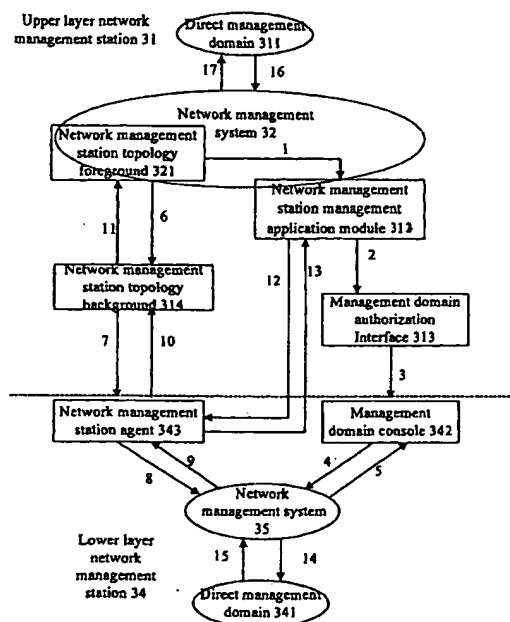 Upper layer network
management station 31
Direct management
domain 311
17
16
Network management
system 32
Network management
station topology
foreground 321
1
Network management
station management
application module 312
11
6
12
13
2
Network management
station topology
background 314
Management domain
authorization
Interface 313
7
10
3
Network management
station agent 343
Management
domain console 342
8
9
4
5
Network
management system
35
Lower layer
network
management
station 34
15
14
Direct management
domain 341